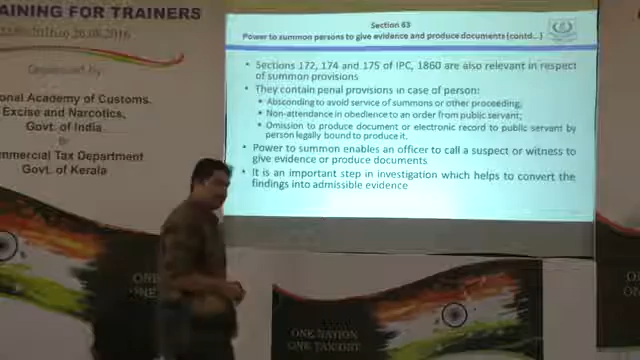 AINING FOR TRAINERS
26.08.2016
Organised by
onal Academy of Customs,
Excise and Narcotics,
Govt. of India
&
mmercial Tax Department
Govt. of Kerala
Section 63
Power to summon persons to give evidence and produce documents (contd...)
Sections 172, 174 and 175 of IPC, 1860 are also relevant in respect
of summon provisions
They contain penal provisions in case of person:
Absconding to avoid service of summons or other proceeding;
Non-attendance in obedience to an order from public servant;
Omission to produce document or electronic record to public servant by
person legally bound to produce it.
Power to summon enables an officer to call a suspect or witness to
give evidence or produce documents
It is an important step in investigation which helps to convert the
findings into admissible evidence
ONE
ONE NATION
ONE TAX